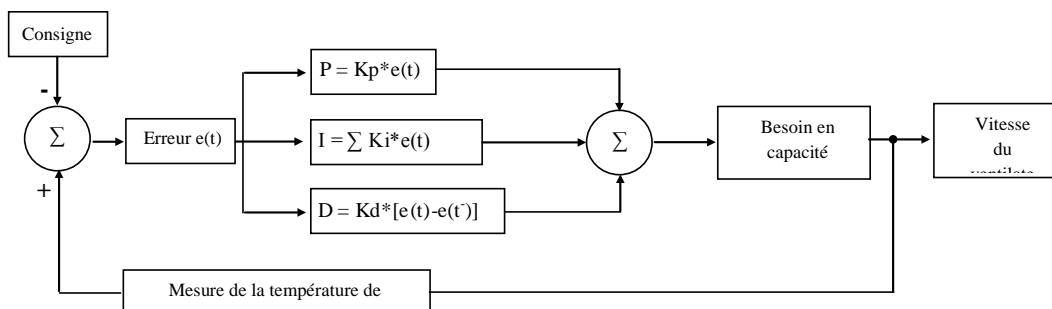 Consigne
-
∑
+
Erreur e(t)
P = Kp*e(t)
I = ∑ Ki*e(t)
D = Kd*[e(t)-e(t⁻)]
∑
Besoin en
capacité
Vitesse
du
Mesure de la température de